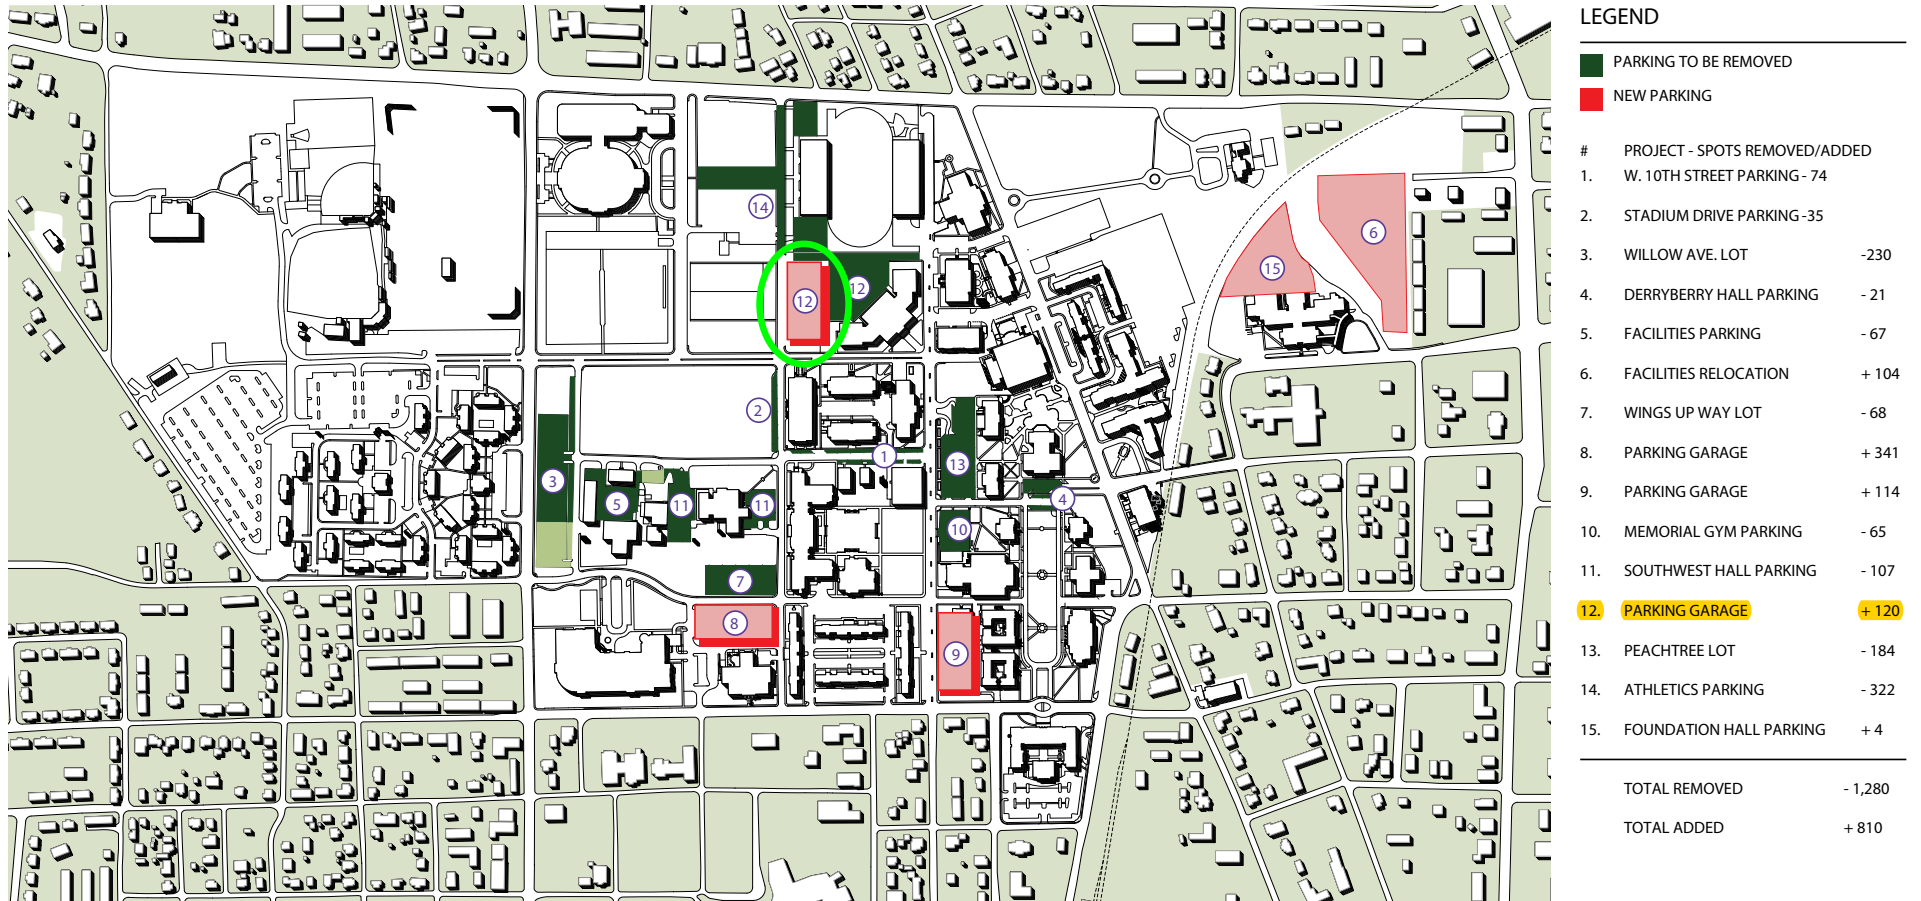 LEGEND
PARKING TO BE REMOVED
NEW PARKING
# PROJECT - SPOTS REMOVED/ADDED
1. W. 10TH STREET PARKING - 74
2. STADIUM DRIVE PARKING -35
3. WILLOW AVE. LOT -230
4. DERRYBERRY HALL PARKING - 21
5. FACILITIES PARKING - 67
6. FACILITIES RELOCATION + 104
7. WINGS UP WAY LOT - 68
8. PARKING GARAGE + 341
9. PARKING GARAGE + 114
10. MEMORIAL GYM PARKING - 65
11. SOUTHWEST HALL PARKING - 107
12. PARKING GARAGE + 120
13. PEACHTREE LOT - 184
14. ATHLETICS PARKING - 322
15. FOUNDATION HALL PARKING + 4
TOTAL REMOVED - 1,280
TOTAL ADDED + 810
14
6
15
12
12
2
1
13
3
5
11
11
4
10
7
8
9